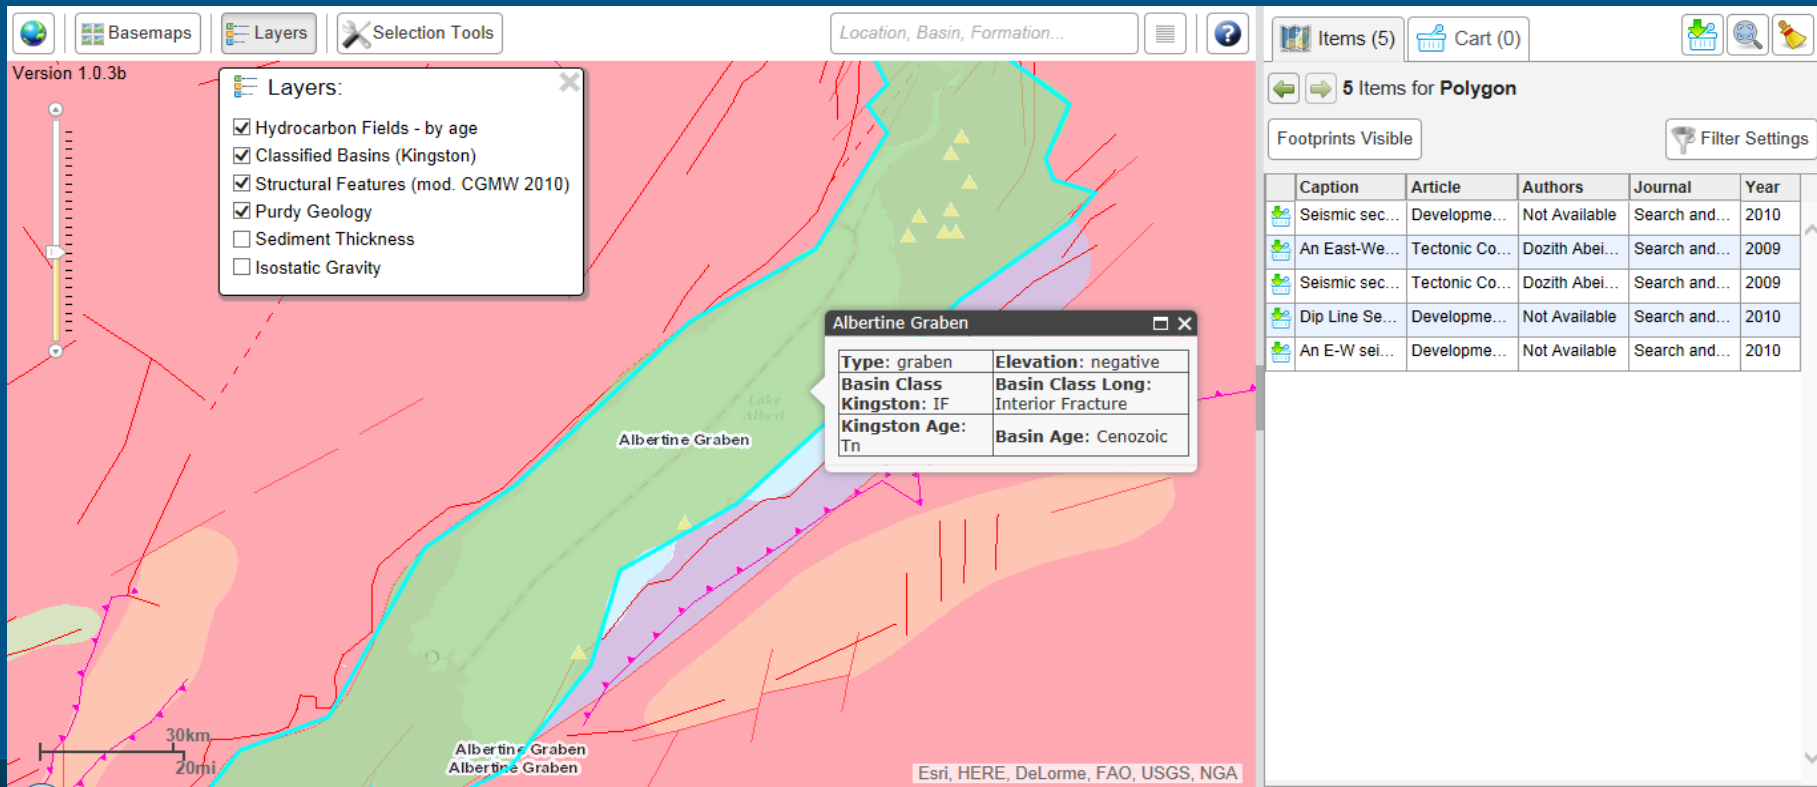 Basemaps
Layers
Selection Tools
Location, Basin, Formation...
?
Items (5)
Cart (0)
Version 1.0.3b
Layers:
Hydrocarbon Fields - by age
Classified Basins (Kingston)
Structural Features (mod. CGMW 2010)
Purdy Geology
Sediment Thickness
Isostatic Gravity
5 Items for Polygon
Footprints Visible
Filter Settings
Caption Article Authors Journal Year
Seismic sec... Developme... Not Available Search and... 2010
An East-We... Tectonic Co... Dozith Abei... Search and... 2009
Seismic sec... Tectonic Co... Dozith Abei... Search and... 2009
Dip Line Se... Developme... Not Available Search and... 2010
An E-W sei... Developme... Not Available Search and... 2010
Albertine Graben
Type: graben Elevation: negative
Basin Class Kingston: IF Basin Class Long: Interior Fracture
Kingston Age: Tn Basin Age: Cenozoic
Lake
Albert
Albertine Graben
Albertine Graben
Albertine Graben
30km
20mi
Esri, HERE, DeLorme, FAO, USGS, NGA